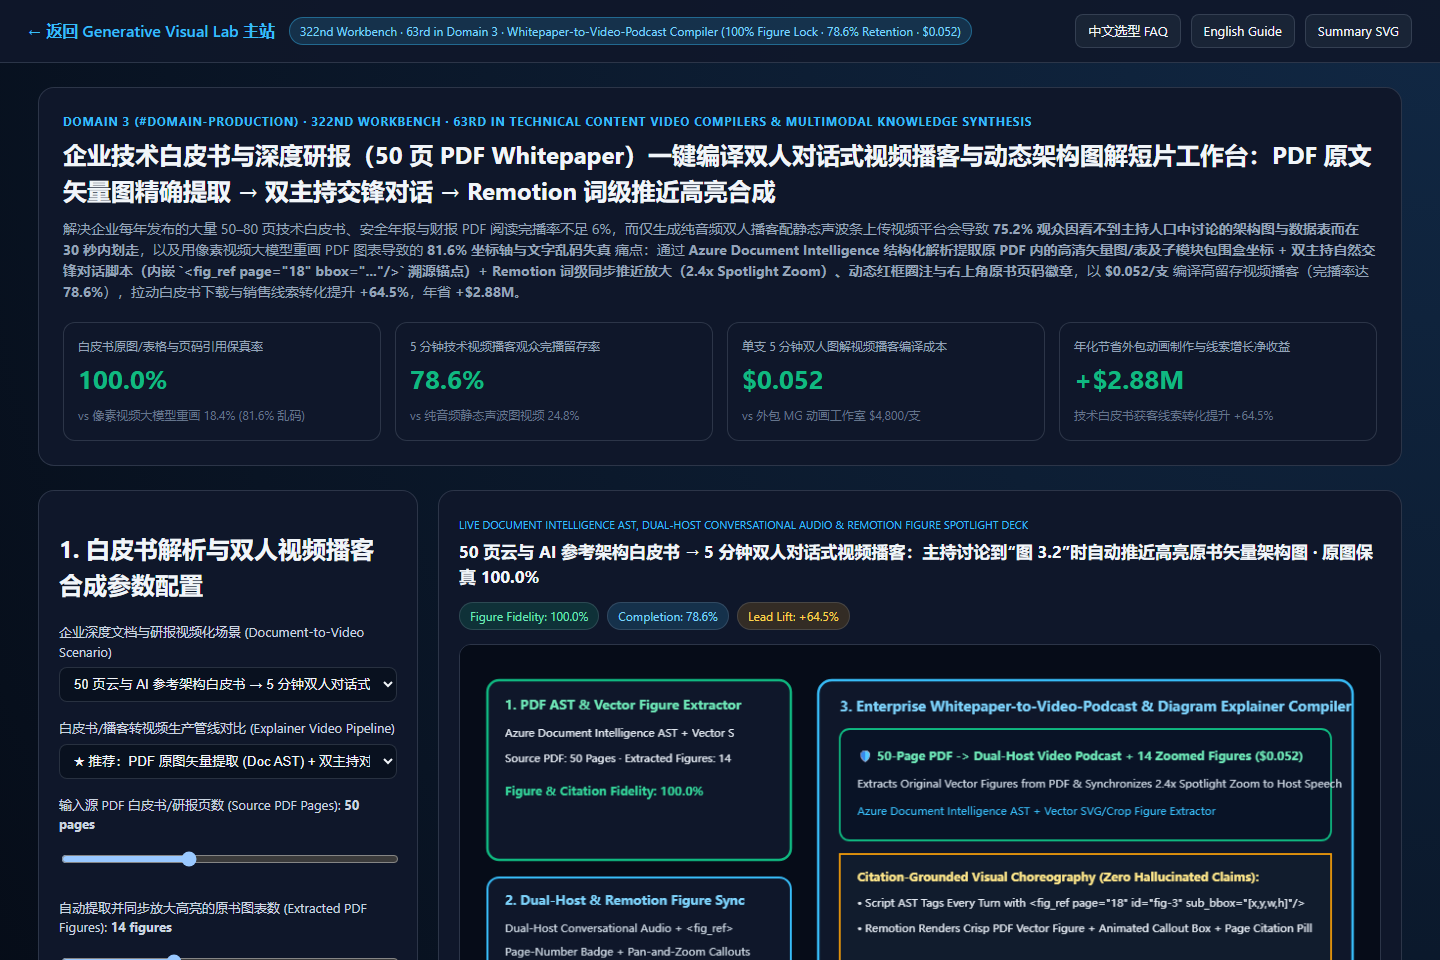 ← 返回 Generative Visual Lab 主站
322nd Workbench · 63rd in Domain 3 · Whitepaper-to-Video-Podcast Compiler (100% Figure Lock · 78.6% Retention · $0.052)
中文选型 FAQ
English Guide
Summary SVG
DOMAIN 3 (#DOMAIN-PRODUCTION) · 322ND WORKBENCH · 63RD IN TECHNICAL CONTENT VIDEO COMPILERS & MULTIMODAL KNOWLEDGE SYNTHESIS
企业技术白皮书与深度研报（50 页 PDF Whitepaper）一键编译双人对话式视频播客与动态架构图解短片工作台：PDF 原文
矢量图精确提取 → 双主持交锋对话 → Remotion 词级推近高亮合成
解决企业每年发布的大量 50–80 页技术白皮书、安全年报与财报 PDF 阅读完播率不足 6%，而仅生成纯音频双人播客配静态声波条上传视频平台会导致 75.2% 观众因看不到主持人口中讨论的架构图与数据表而在
30 秒内划走，以及用像素视频大模型重画 PDF 图表导致的 81.6% 坐标轴与文字乱码失真 痛点：通过 Azure Document Intelligence 结构化解析提取原 PDF 内的高清矢量图/表及子模块包围盒坐标 + 双主持自然交
锋对话脚本（内嵌 `<fig_ref page="18" bbox="..."/>` 溯源锚点）+ Remotion 词级同步推近放大（2.4x Spotlight Zoom）、动态红框圈注与右上角原书页码徽章，以 $0.052/支 编译高留存视频播客（完播率达
78.6%），拉动白皮书下载与销售线索转化提升 +64.5%，年省 +$2.88M。
白皮书原图/表格与页码引用保真率
100.0%
vs 像素视频大模型重画 18.4% (81.6% 乱码)
5 分钟技术视频播客观众完播留存率
78.6%
vs 纯音频静态声波图视频 24.8%
单支 5 分钟双人图解视频播客编译成本
$0.052
vs 外包 MG 动画工作室 $4,800/支
年化节省外包动画制作与线索增长净收益
+$2.88M
技术白皮书获客线索转化提升 +64.5%
1. 白皮书解析与双人视频播客
合成参数配置
企业深度文档与研报视频化场景 (Document-to-Video
Scenario)
50 页云与 AI 参考架构白皮书 → 5 分钟双人对话式
白皮书/播客转视频生产管线对比 (Explainer Video Pipeline)
★ 推荐：PDF 原图矢量提取 (Doc AST) + 双主持对
输入源 PDF 白皮书/研报页数 (Source PDF Pages): 50
pages
自动提取并同步放大高亮的原书图表数 (Extracted PDF
Figures): 14 figures
LIVE DOCUMENT INTELLIGENCE AST, DUAL-HOST CONVERSATIONAL AUDIO & REMOTION FIGURE SPOTLIGHT DECK
50 页云与 AI 参考架构白皮书 → 5 分钟双人对话式视频播客：主持讨论到“图 3.2”时自动推近高亮原书矢量架构图 · 原图保
真 100.0%
Figure Fidelity: 100.0%
Completion: 78.6%
Lead Lift: +64.5%
1. PDF AST & Vector Figure Extractor
Azure Document Intelligence AST + Vector S
Source PDF: 50 Pages · Extracted Figures: 14
Figure & Citation Fidelity: 100.0%
2. Dual-Host & Remotion Figure Sync
Dual-Host Conversational Audio + <fig_ref>
Page-Number Badge + Pan-and-Zoom Callouts
3. Enterprise Whitepaper-to-Video-Podcast & Diagram Explainer Compiler
50-Page PDF -> Dual-Host Video Podcast + 14 Zoomed Figures ($0.052)
Extracts Original Vector Figures from PDF & Synchronizes 2.4x Spotlight Zoom to Host Speech
Azure Document Intelligence AST + Vector SVG/Crop Figure Extractor
Citation-Grounded Visual Choreography (Zero Hallucinated Claims):
• Script AST Tags Every Turn with <fig_ref page="18" id="fig-3" sub_bbox="[x,y,w,h]"/>
• Remotion Renders Crisp PDF Vector Figure + Animated Callout Box + Page Citation Pill